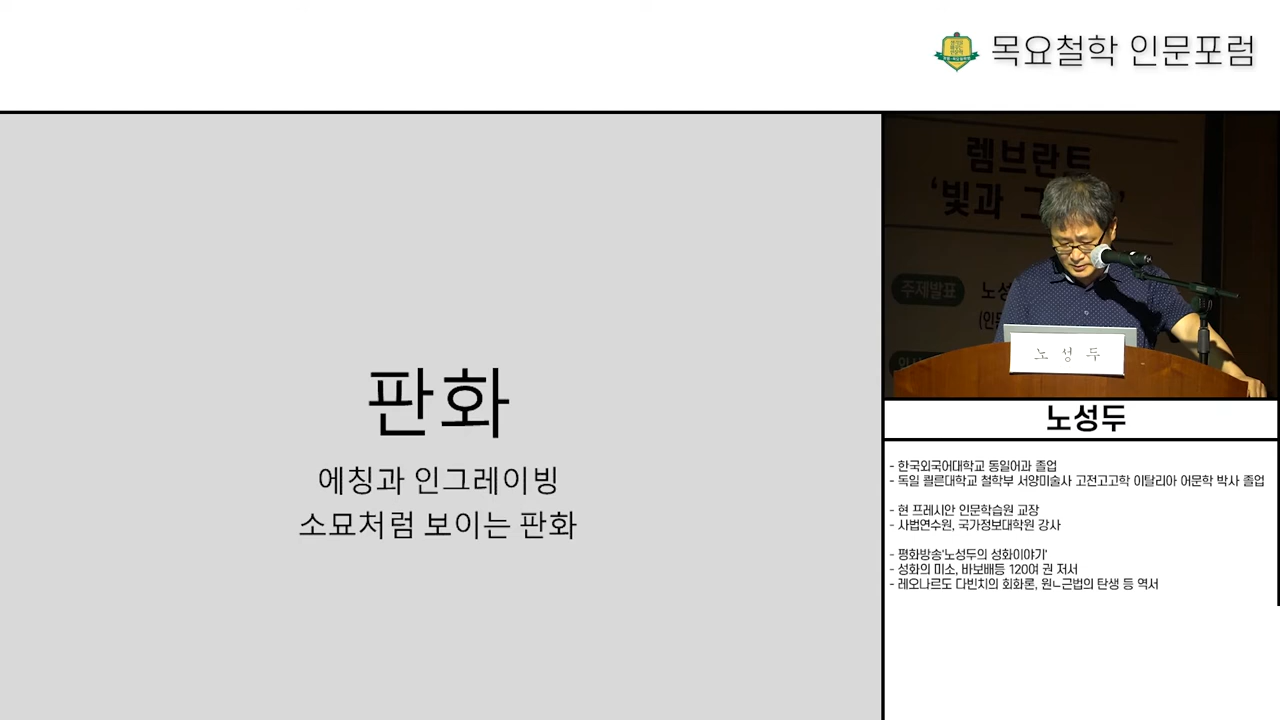 목요철학 인문포럼
판화
에칭과 인그레이빙
소묘처럼 보이는 판화
렘브란트
‘빛과 그
주제발표 노성
노 성 두
노성두
- 한국외국어대학교 동일어과 졸업
- 독일 쾰른대학교 철학부 서양미술사 고전고고학 이탈리아 어문학 박사 졸업
- 현 프레시안 인문학습원 교장
- 사법연수원, 국가정보대학원 강사
- 평화방송'노성두의 성화이야기'
- 성화의 미소, 바보배등 120여 권 저서
- 레오나르도 다빈치의 회화론, 원ㄴ근법의 탄생 등 역서